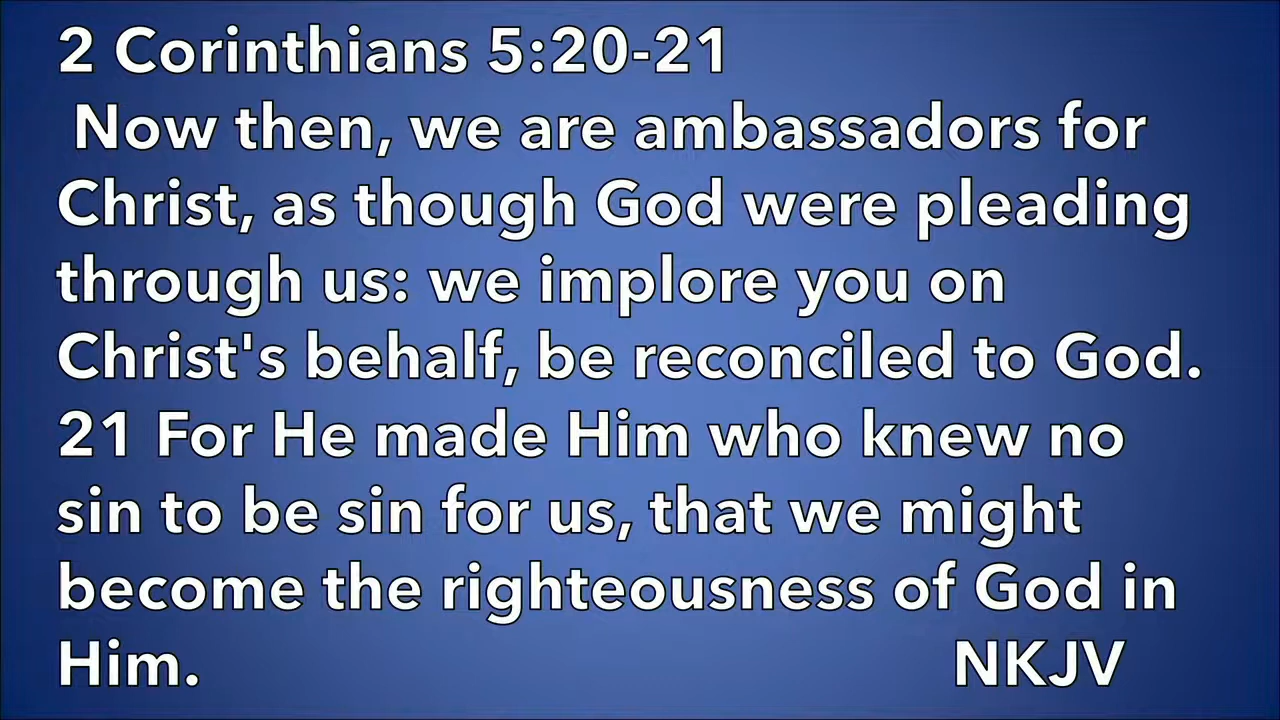 2 Corinthians 5:20-21
Now then, we are ambassadors for
Christ, as though God were pleading
through us: we implore you on
Christ's behalf, be reconciled to God.
21 For He made Him who knew no
sin to be sin for us, that we might
become the righteousness of God in
Him. NKJV